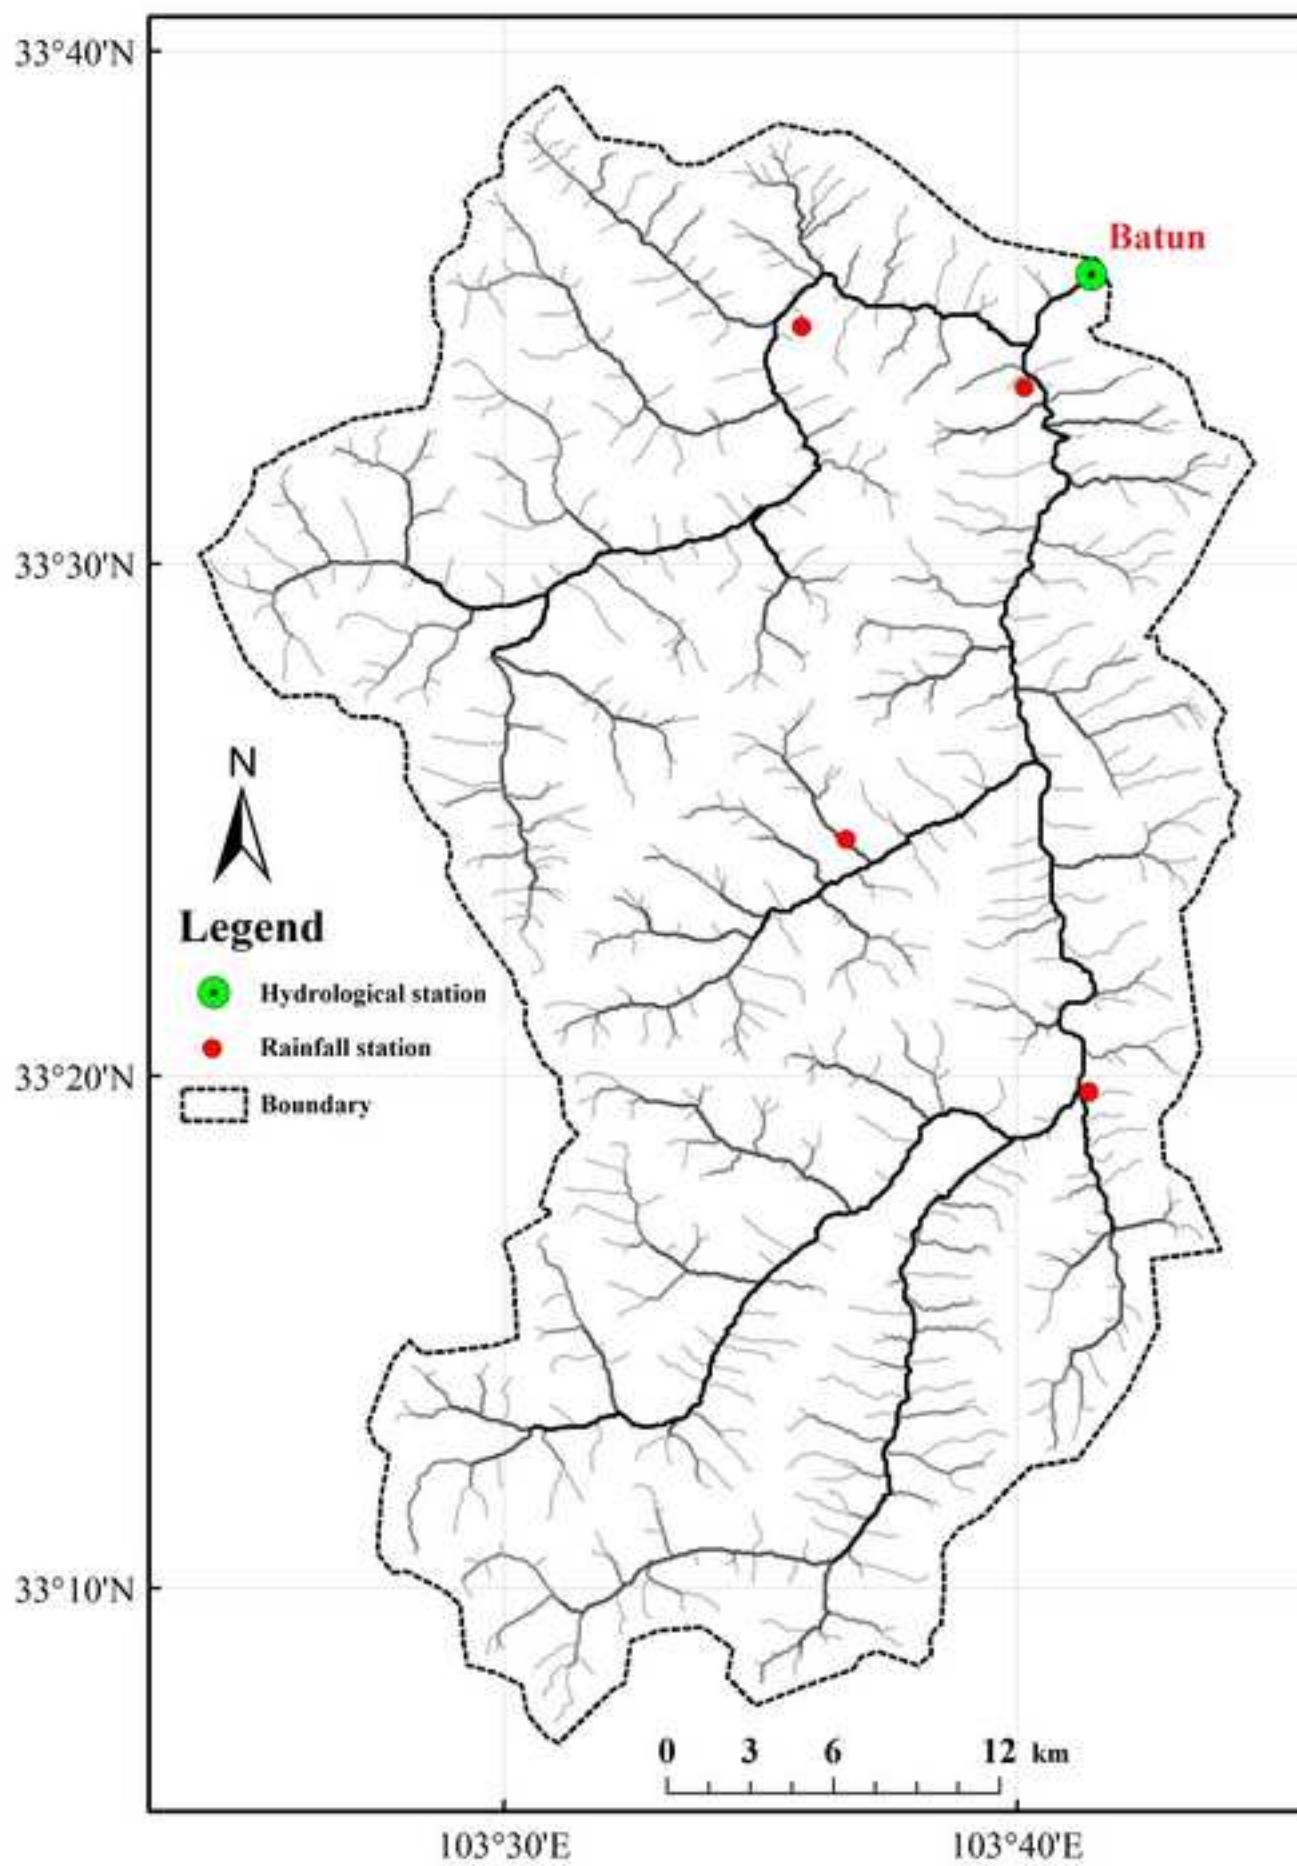 33°40'N
Batun
33°30'N
N
Legend
Hydrological station
Rainfall station
33°20'N
Boundary
33°10'N
0 3 6 12 km
103°30'E 103°40'E